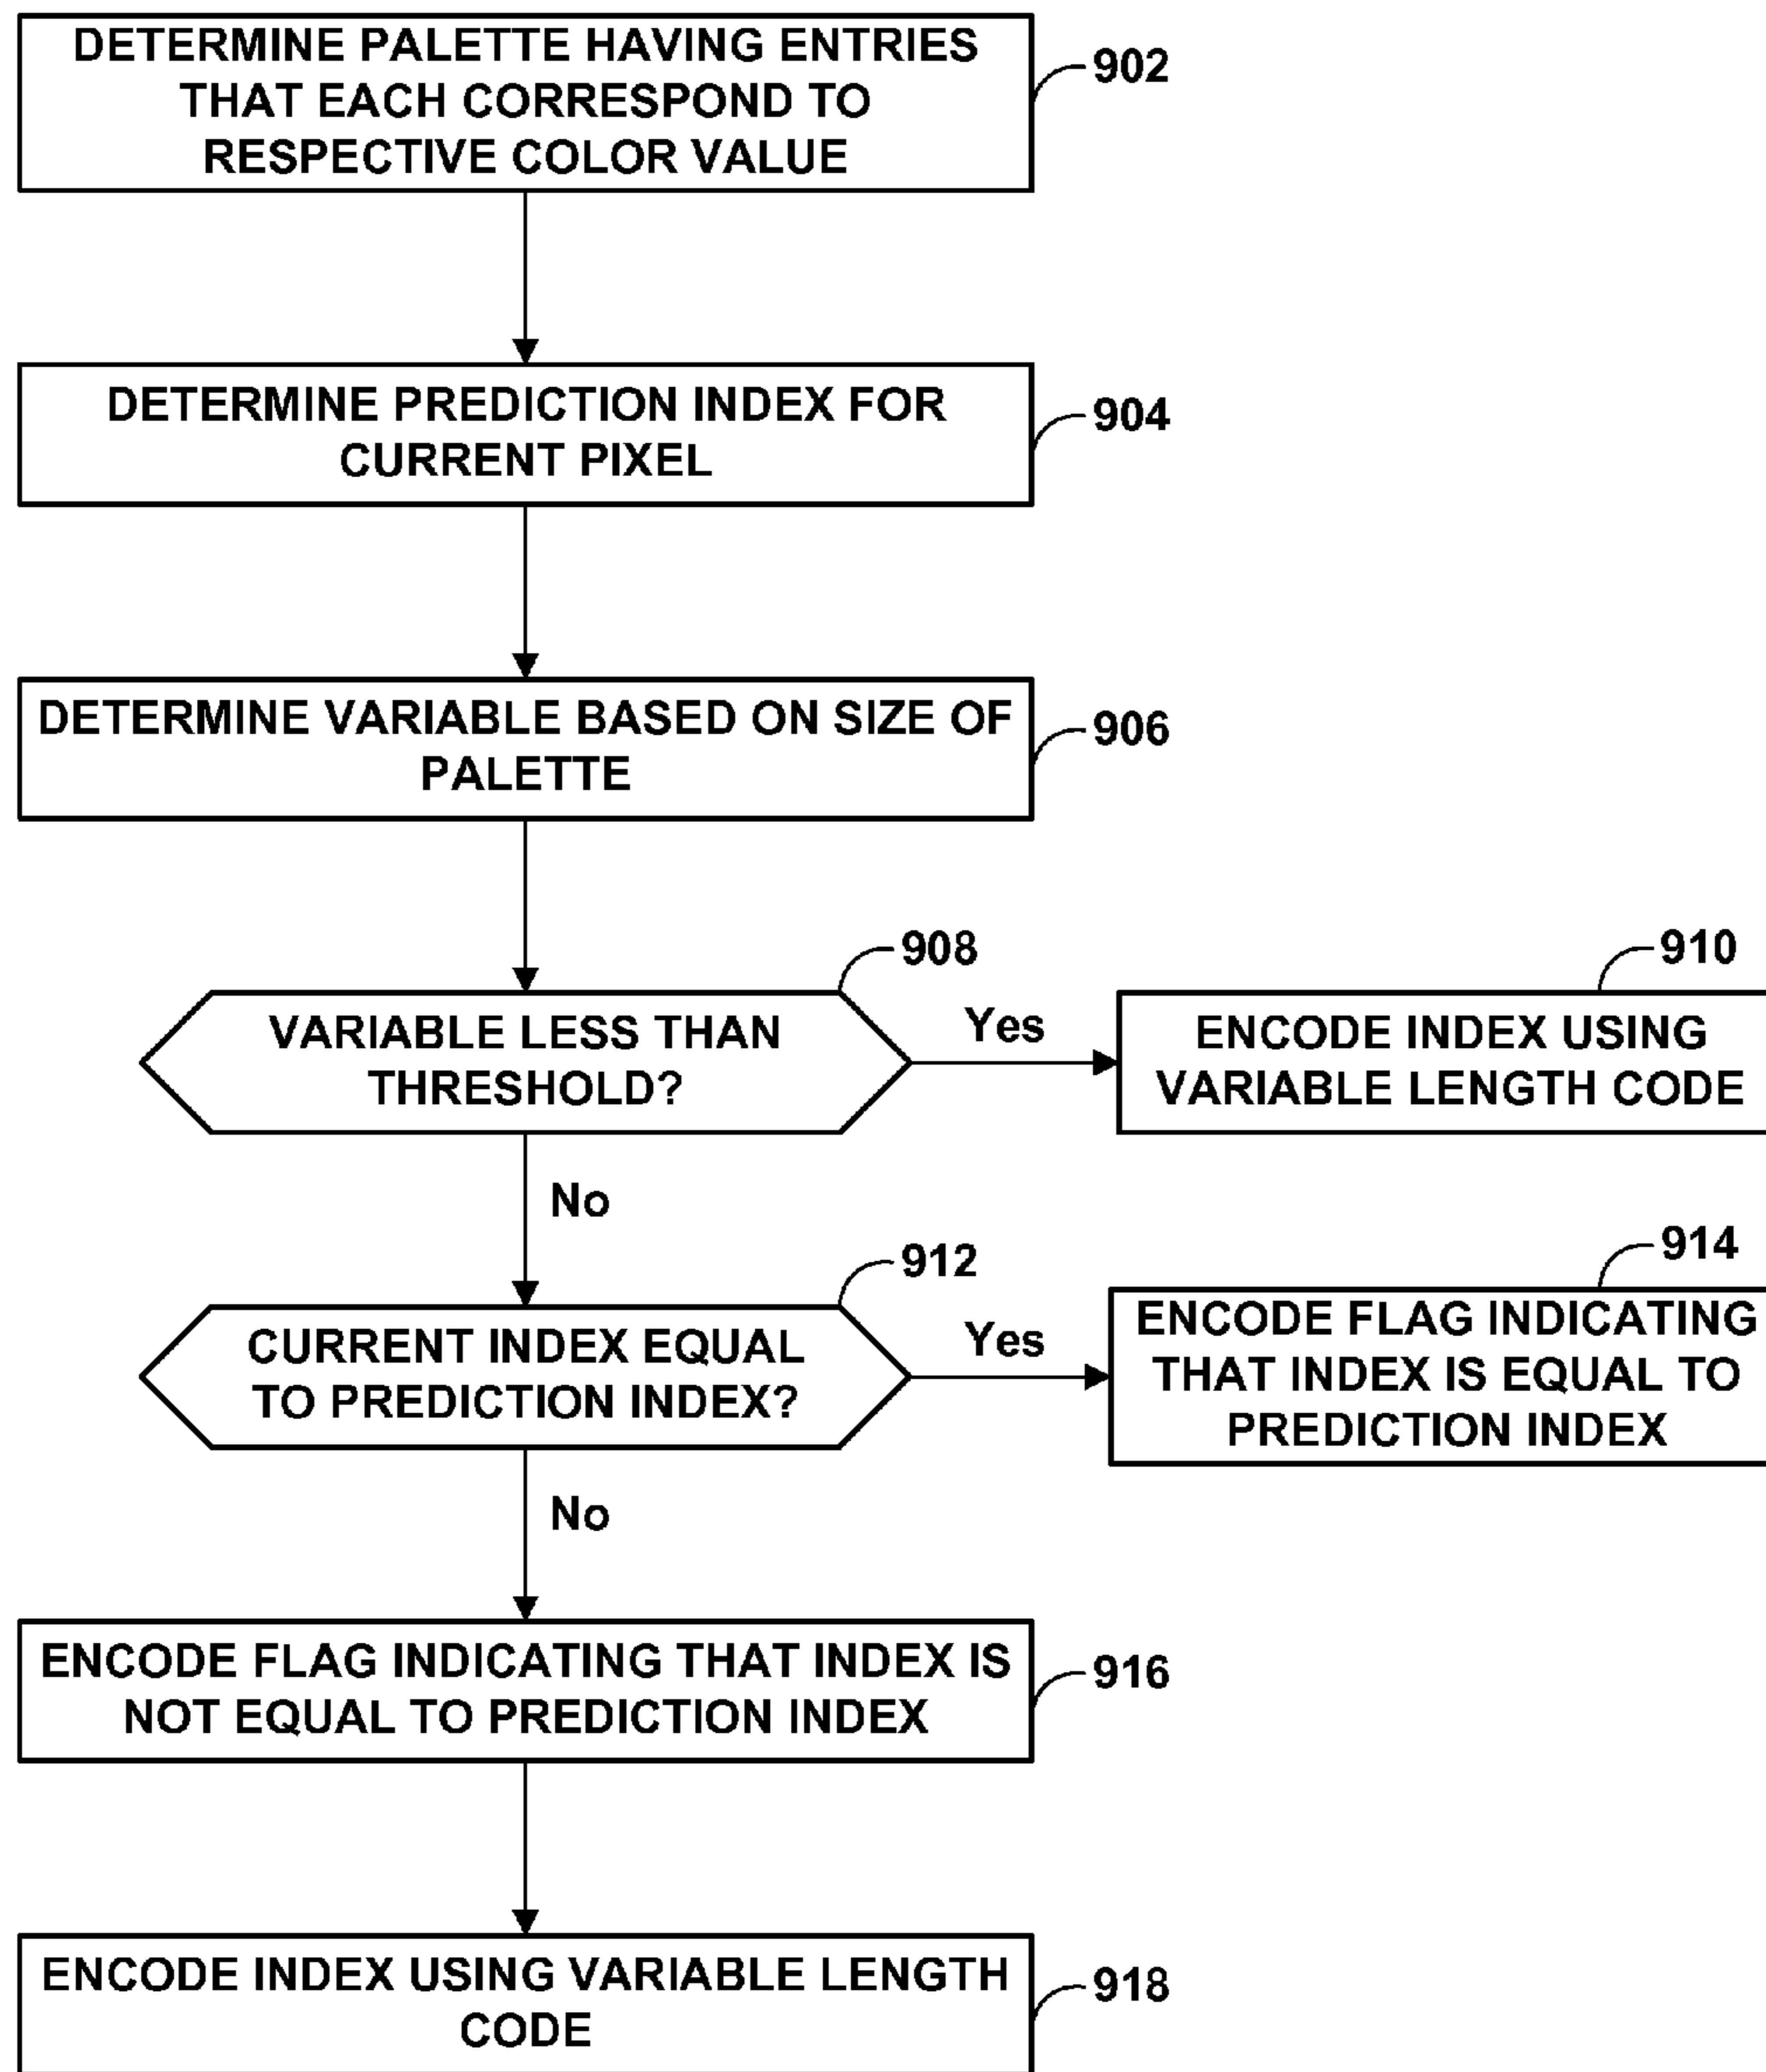 DETERMINE PALETTE HAVING ENTRIES
THAT EACH CORRESPOND TO
RESPECTIVE COLOR VALUE
902
DETERMINE PREDICTION INDEX FOR
CURRENT PIXEL
904
DETERMINE VARIABLE BASED ON SIZE OF
PALETTE
906
908
VARIABLE LESS THAN
THRESHOLD?
Yes
910
ENCODE INDEX USING
VARIABLE LENGTH CODE
No
912
CURRENT INDEX EQUAL
TO PREDICTION INDEX?
Yes
914
ENCODE FLAG INDICATING
THAT INDEX IS EQUAL TO
PREDICTION INDEX
No
ENCODE FLAG INDICATING THAT INDEX IS
NOT EQUAL TO PREDICTION INDEX
916
ENCODE INDEX USING VARIABLE LENGTH
CODE
918